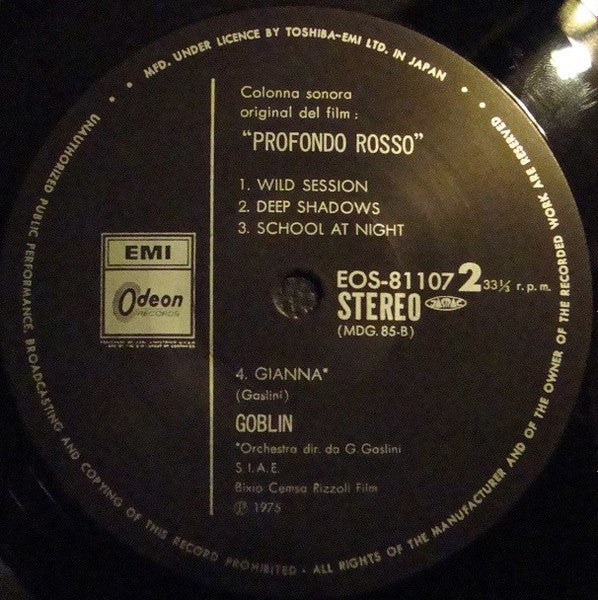 MFD. UNDER LICENCE BY TOSHIBA-EMI LTD. IN JAPAN
Colonna sonora
original del film :
“PROFONDO ROSSO”
1. WILD SESSION
2. DEEP SHADOWS
3. SCHOOL AT NIGHT
EMI
Odeon
RECORDS
EOS-81107 2 33⅓ r.p.m.
STEREO JASRAC
(MDG. 85-B)
4. GIANNA*
(Gaslini)
GOBLIN
*Orchestra dir. da G Gaslini
S.I.A.E.
Bixio Cemsa Rizzoli Film
Ⓟ 1975
UNAUTHORIZED PUBLIC PERFORMANCE, BROADCASTING AND COPYING OF THIS RECORD PROHIBITED · ALL RIGHTS OF THE MANUFACTURER AND OF THE OWNER OF THE RECORDED WORK ARE RESERVED